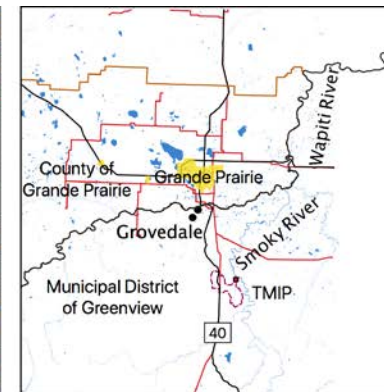 Wapiti River
County of
Grande Prairie
Grande Prairie
Grovedale
Smoky River
Municipal District
of Greenview
TMIP
40